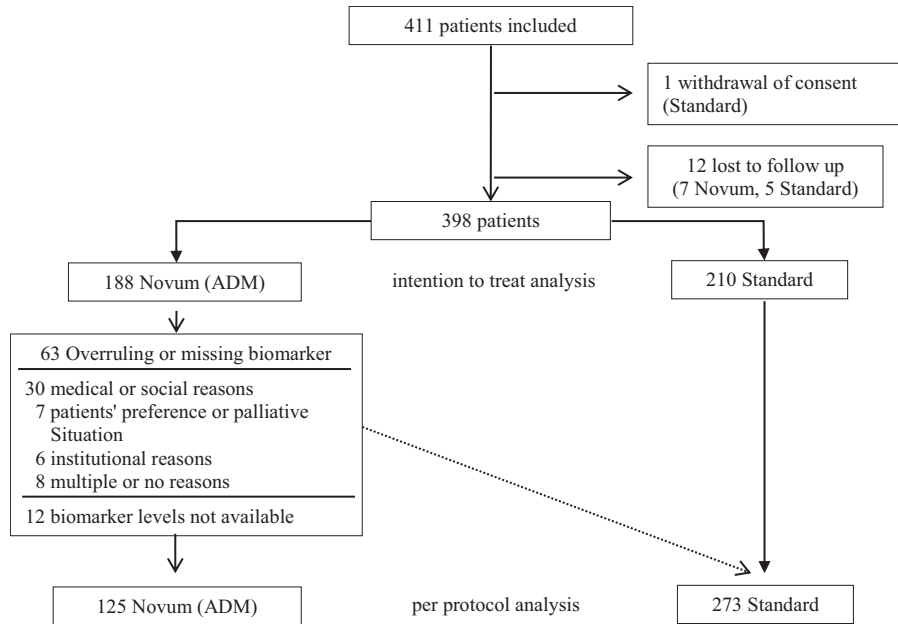 411 patients included
1 withdrawal of consent
(Standard)
12 lost to follow up
(7 Novum, 5 Standard)
398 patients
188 Novum (ADM)
intention to treat analysis
210 Standard
63 Overruling or missing biomarker
30 medical or social reasons
7 patients' preference or palliative
Situation
6 institutional reasons
8 multiple or no reasons
12 biomarker levels not available
125 Novum (ADM)
per protocol analysis
273 Standard